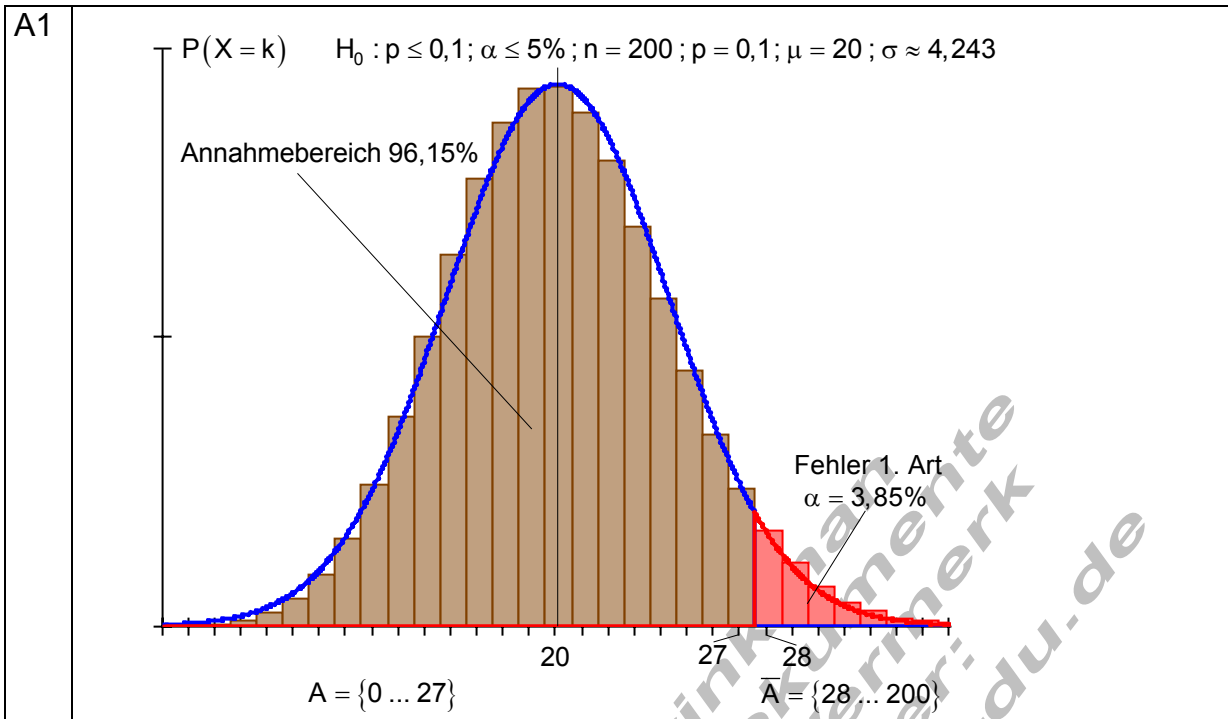 A1
P(X = k) H₀ : p ≤ 0,1 ; α ≤ 5% ; n = 200 ; p = 0,1 ; μ = 20 ; σ ≈ 4,243
Annahmebereich 96,15%
Fehler 1. Art
α = 3,85%
20 27 28
A = {0 ... 27} A̅ = {28 ... 200}